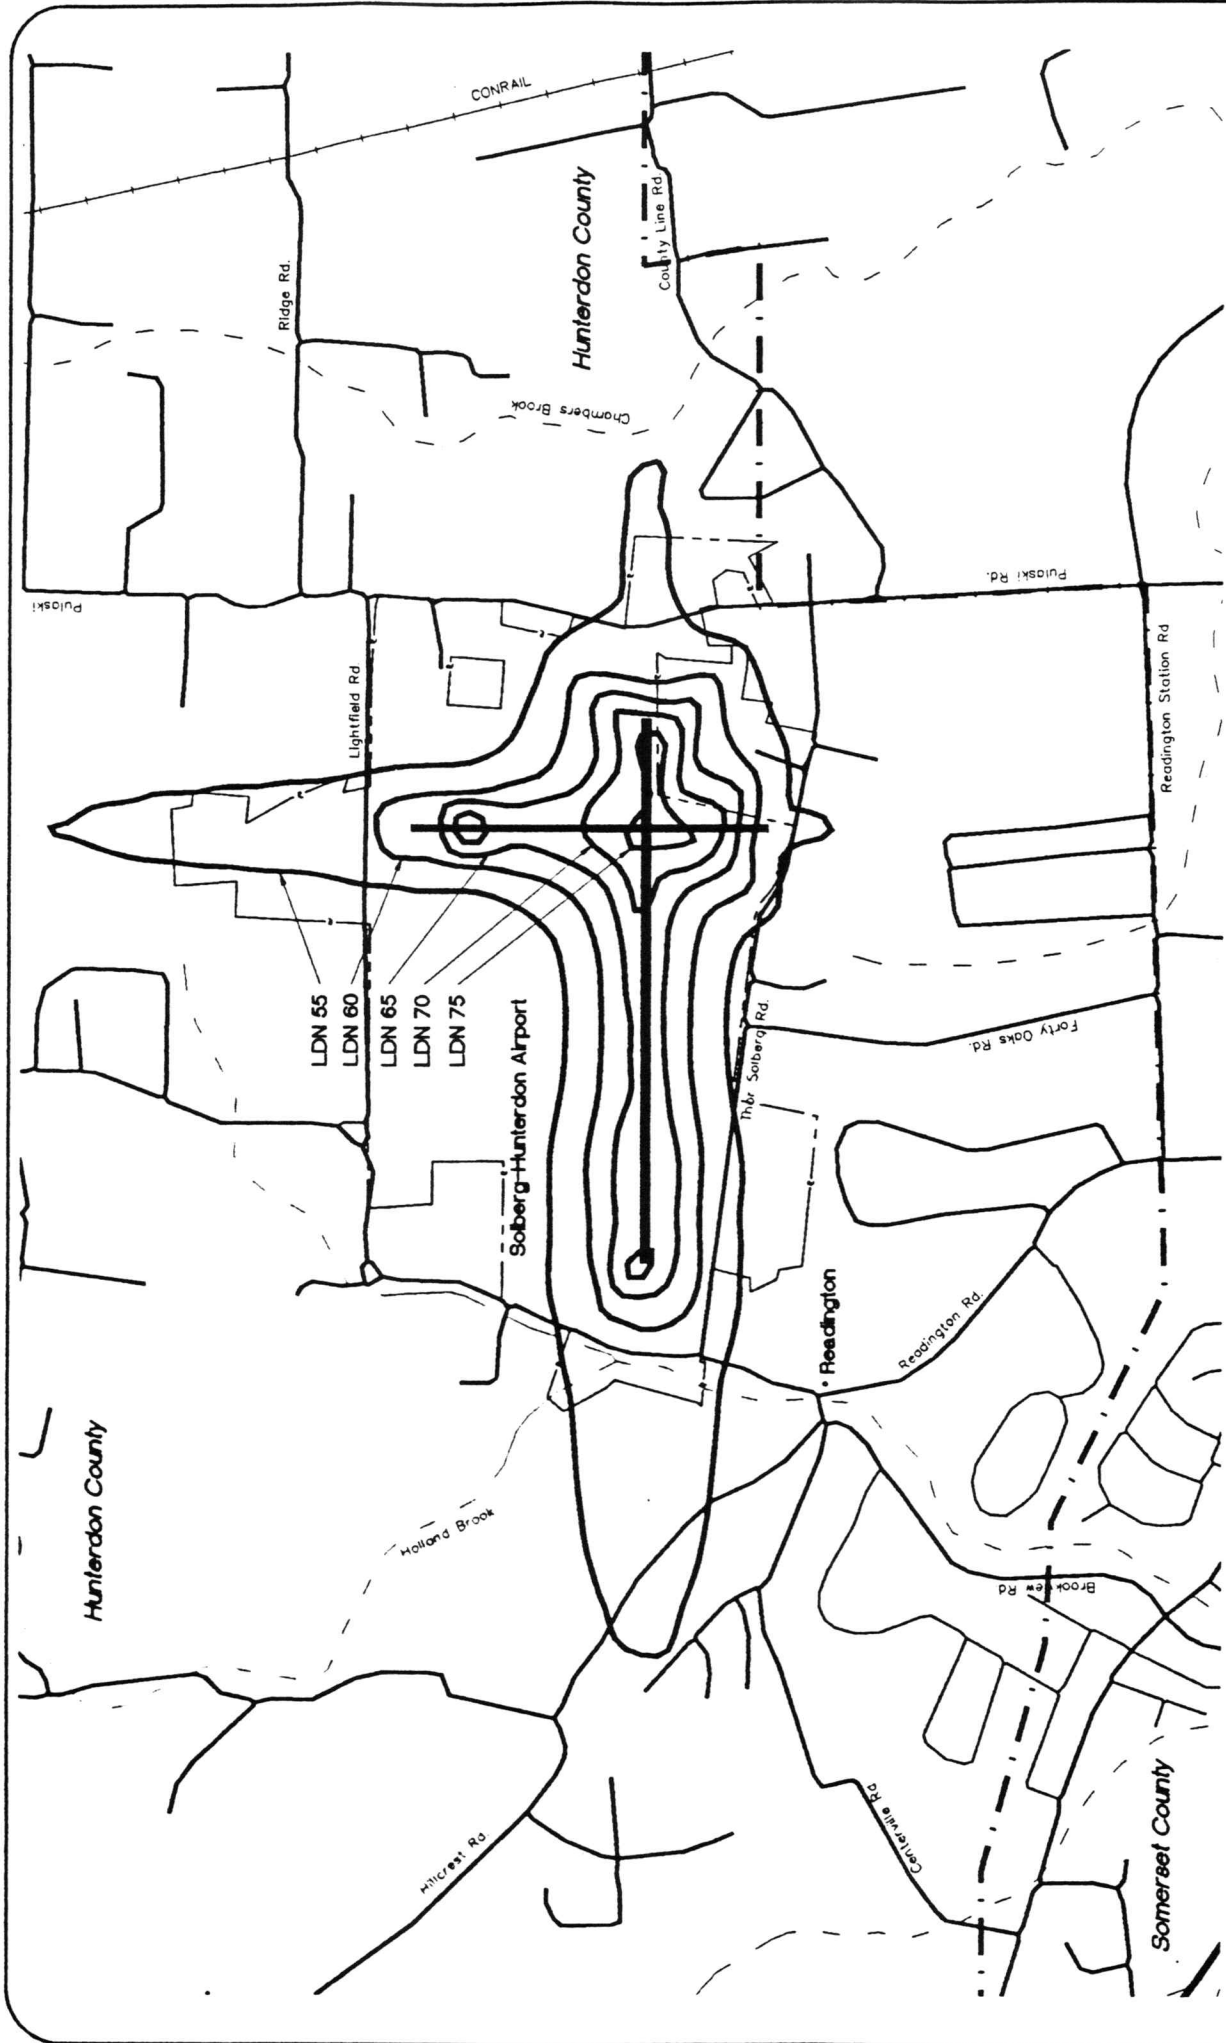 CONRAIL
Hunterdon County
County Line Rd.
Ridge Rd.
Chambers Brook
Pulaski
Pulaski Rd.
Readington Station Rd
Lightfield Rd.
LDN 55
LDN 60
LDN 65
LDN 70
LDN 75
Solberg-Hunterdon Airport
Thor Solberg Rd.
Forty Oaks Rd.
Readington
Readington Rd.
Hunterdon County
Holland Brook
Brookview Rd
Hillcrest Rd
Centerville Rd
Somerset County